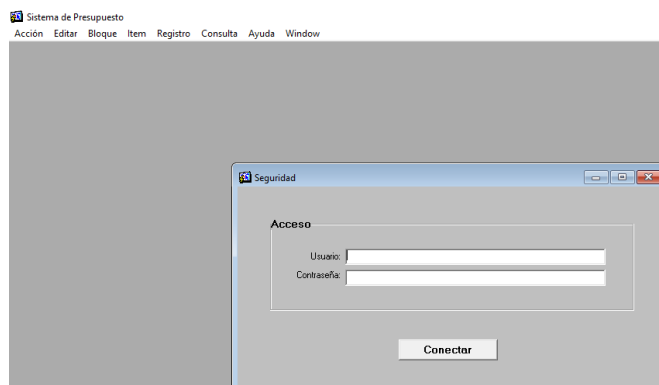 Sistema de Presupuesto
Acción Editar Bloque Item Registro Consulta Ayuda Window
Seguridad
Acceso
Usuario:
Contraseña:
Conectar